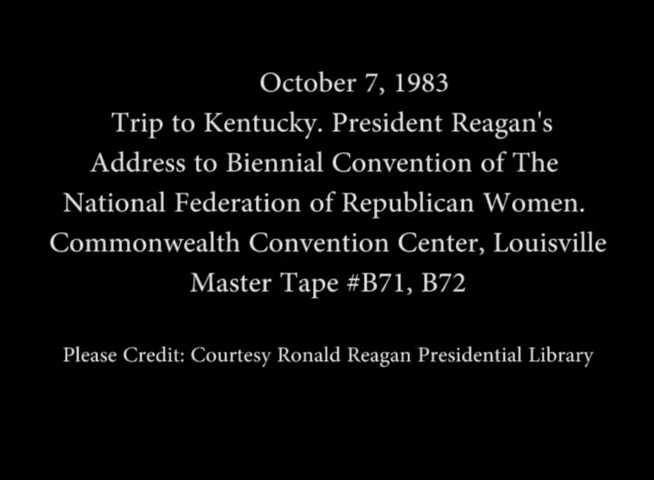 October 7, 1983
Trip to Kentucky. President Reagan's
Address to Biennial Convention of The
National Federation of Republican Women.
Commonwealth Convention Center, Louisville
Master Tape #B71, B72
Please Credit: Courtesy Ronald Reagan Presidential Library